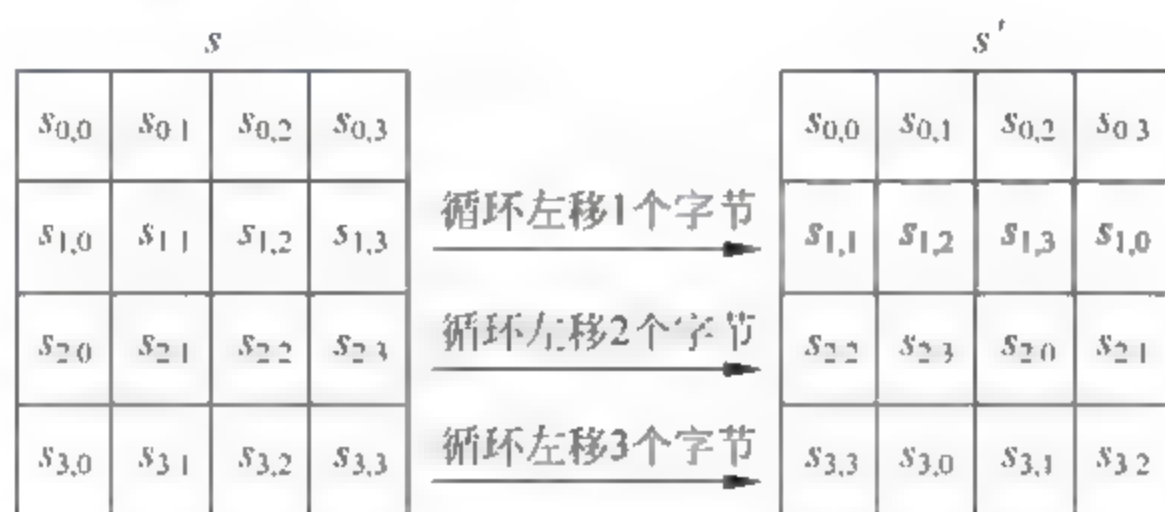 s s′
s0,0 s0 1 s0,2 s0,3 s0,0 s0,1 s0,2 s0 3
循环左移1个字节
s1,0 s1 1 s1,2 s1,3 s1,1 s1,2 s1,3 s1,0
循环左移2个字节
s2 0 s2 1 s2 2 s2 3 s2 2 s2 3 s2 0 s2 1
循环左移3个字节
s3,0 s3 1 s3,2 s3,3 s3,3 s3,0 s3,1 s3 2